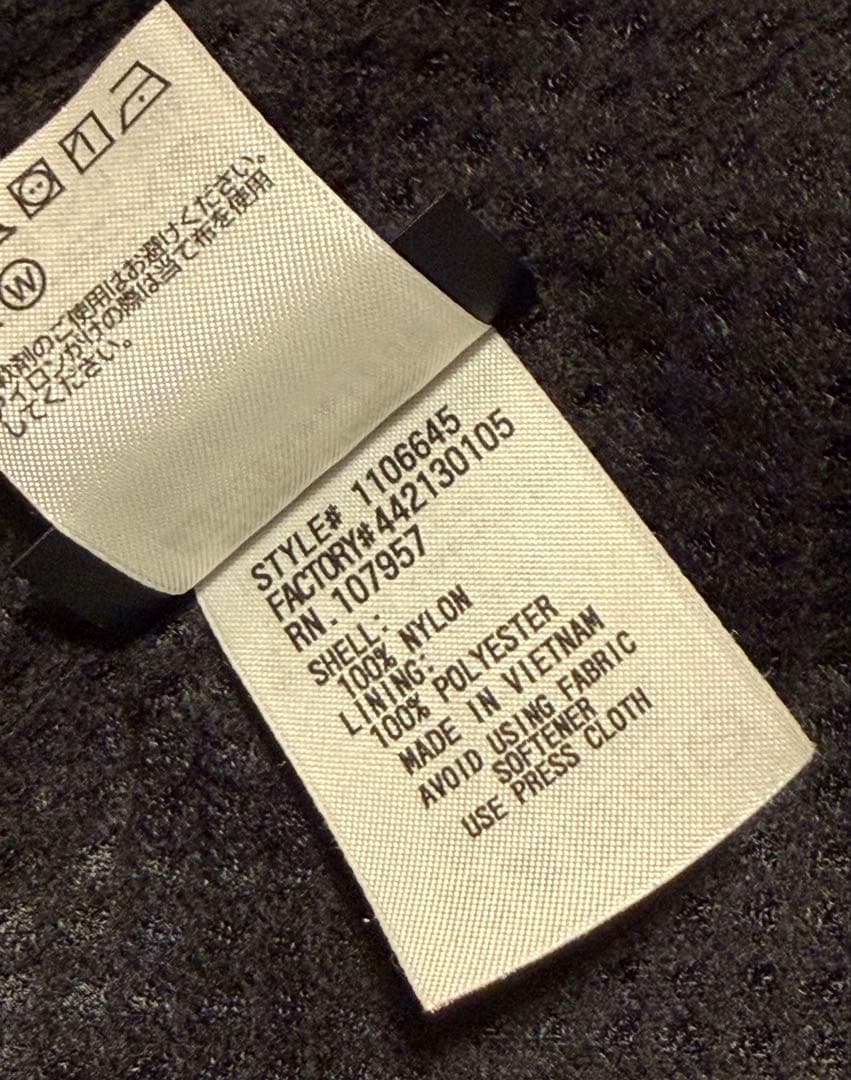 W
剤のご使用はお避けください。
イロンがけの際は当て布を使用
してください。
STYLE# 1106645
FACTORY#442130105
RN. 107957
SHELL:
100% NYLON
LINING:
100% POLYESTER
MADE IN VIETNAM
AVOID USING FABRIC
SOFTENER
USE PRESS CLOTH